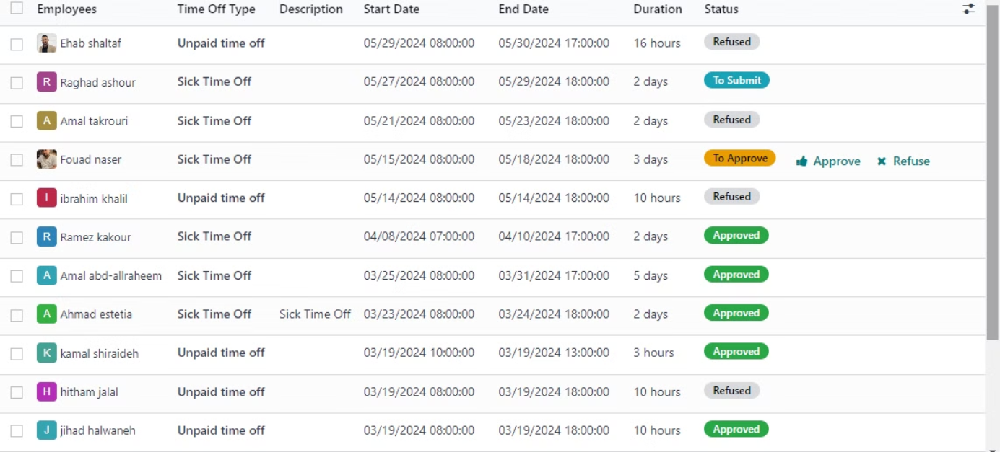 Employees Time Off Type Description Start Date End Date Duration Status
Ehab shaltaf Unpaid time off 05/29/2024 08:00:00 05/30/2024 17:00:00 16 hours Refused
R Raghad ashour Sick Time Off 05/27/2024 08:00:00 05/29/2024 18:00:00 2 days To Submit
A Amal takrouri Sick Time Off 05/21/2024 08:00:00 05/23/2024 18:00:00 2 days Refused
Fouad naser Sick Time Off 05/15/2024 08:00:00 05/18/2024 18:00:00 3 days To Approve Approve Refuse
I ibrahim khalil Unpaid time off 05/14/2024 08:00:00 05/14/2024 18:00:00 10 hours Refused
R Ramez kakour Sick Time Off 04/08/2024 07:00:00 04/10/2024 17:00:00 2 days Approved
A Amal abd-allraheem Sick Time Off 03/25/2024 08:00:00 03/31/2024 17:00:00 5 days Approved
A Ahmad estetia Sick Time Off Sick Time Off 03/23/2024 08:00:00 03/24/2024 18:00:00 2 days Approved
K kamal shiraideh Unpaid time off 03/19/2024 10:00:00 03/19/2024 13:00:00 3 hours Approved
H hitham jalal Unpaid time off 03/19/2024 08:00:00 03/19/2024 18:00:00 10 hours Refused
J jihad halwaneh Unpaid time off 03/19/2024 08:00:00 03/19/2024 18:00:00 10 hours Approved